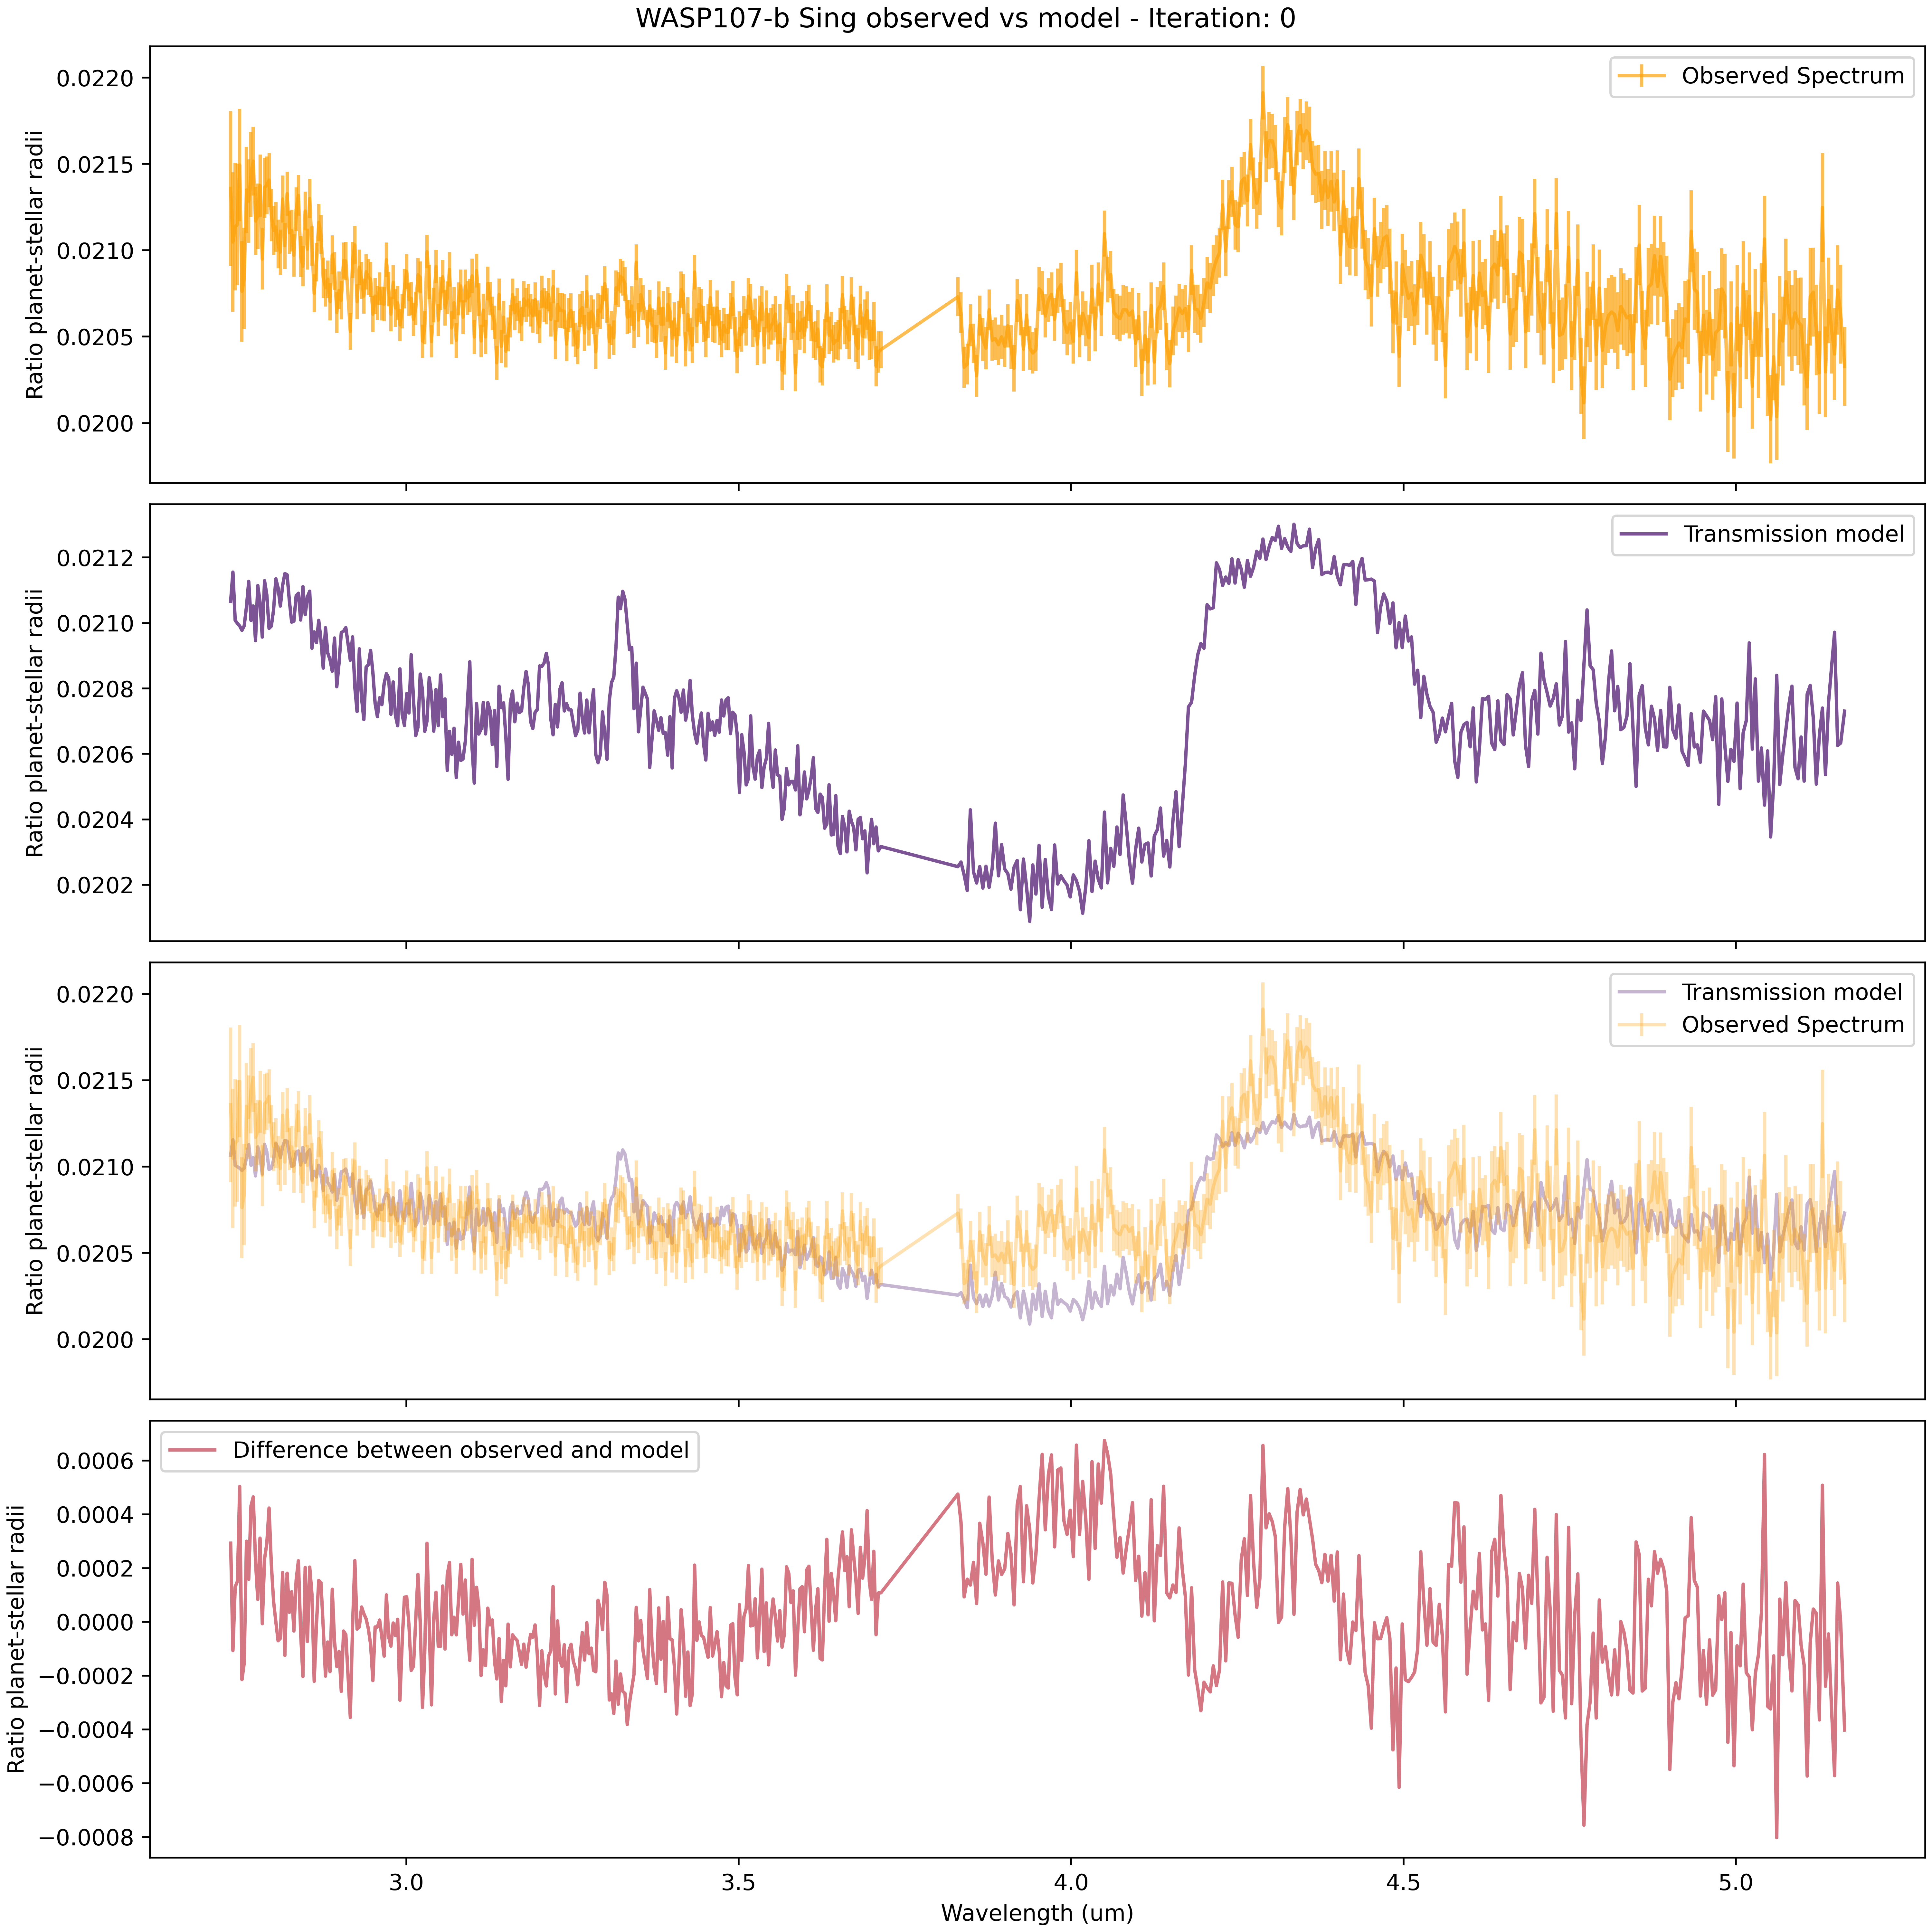 WASP107-b Sing observed vs model - Iteration: 0
Ratio planet-stellar radii
0.0220
0.0215
0.0210
0.0205
0.0200
Observed Spectrum
Ratio planet-stellar radii
0.0212
0.0210
0.0208
0.0206
0.0204
0.0202
Transmission model
Ratio planet-stellar radii
0.0220
0.0215
0.0210
0.0205
0.0200
Transmission model
Observed Spectrum
Ratio planet-stellar radii
0.0006
0.0004
0.0002
0.0000
−0.0002
−0.0004
−0.0006
−0.0008
Difference between observed and model
3.0 3.5 4.0 4.5 5.0
Wavelength (um)